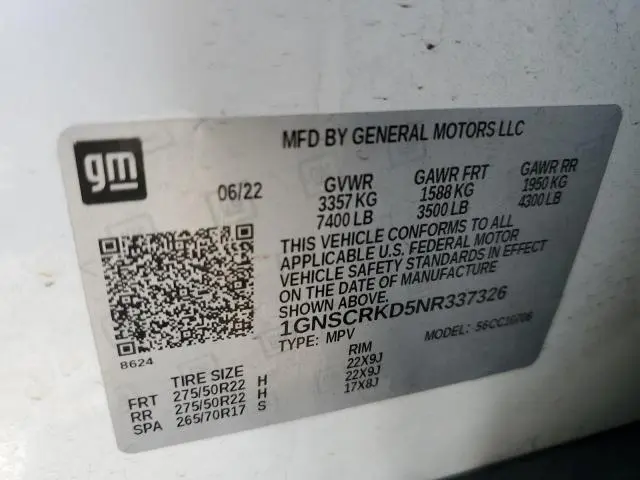 gm
MFD BY GENERAL MOTORS LLC
06/22
GVWR GAWR FRT GAWR RR
3357 KG 1588 KG 1950 KG
7400 LB 3500 LB 4300 LB
THIS VEHICLE CONFORMS TO ALL
APPLICABLE U.S. FEDERAL MOTOR
VEHICLE SAFETY STANDARDS IN EFFECT
ON THE DATE OF MANUFACTURE
SHOWN ABOVE.
1GNSCRKD5NR337326
TYPE: MPV MODEL:
8624
TIRE SIZE RIM
FRT 275/50R22 H 22X9J
RR 275/50R22 H 22X9J
SPA 265/70R17 S 17X8J